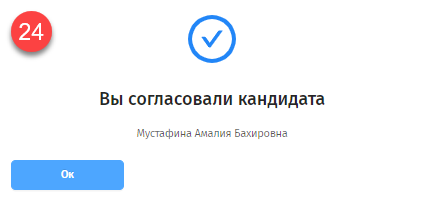 24
Вы согласовали кандидата
Мустафина Амалия Бахировна
Ок